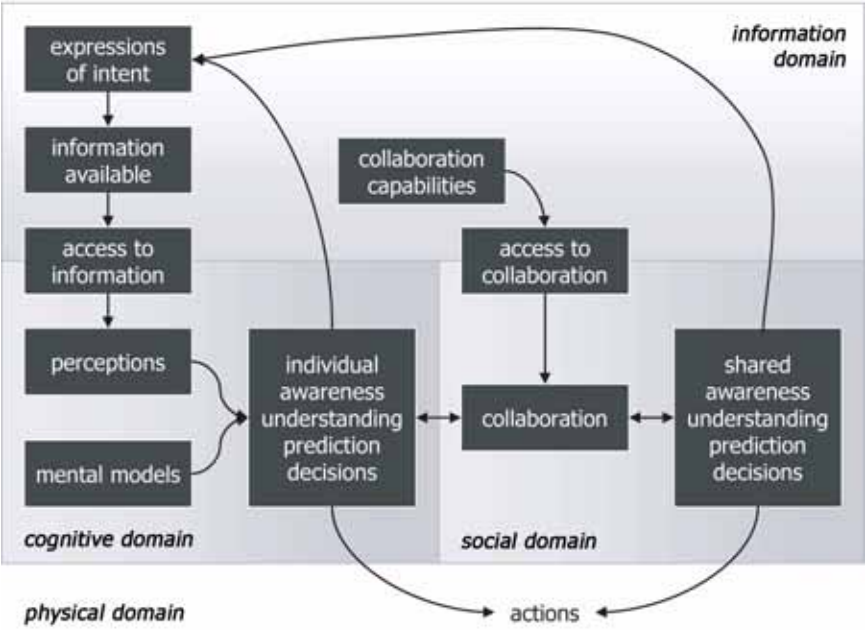 expressions
of intent
information
domain
information
available
collaboration
capabilities
access to
information
access to
collaboration
perceptions
individual
awareness
understanding
prediction
decisions
collaboration
shared
awareness
understanding
prediction
decisions
mental models
cognitive domain
social domain
physical domain
actions